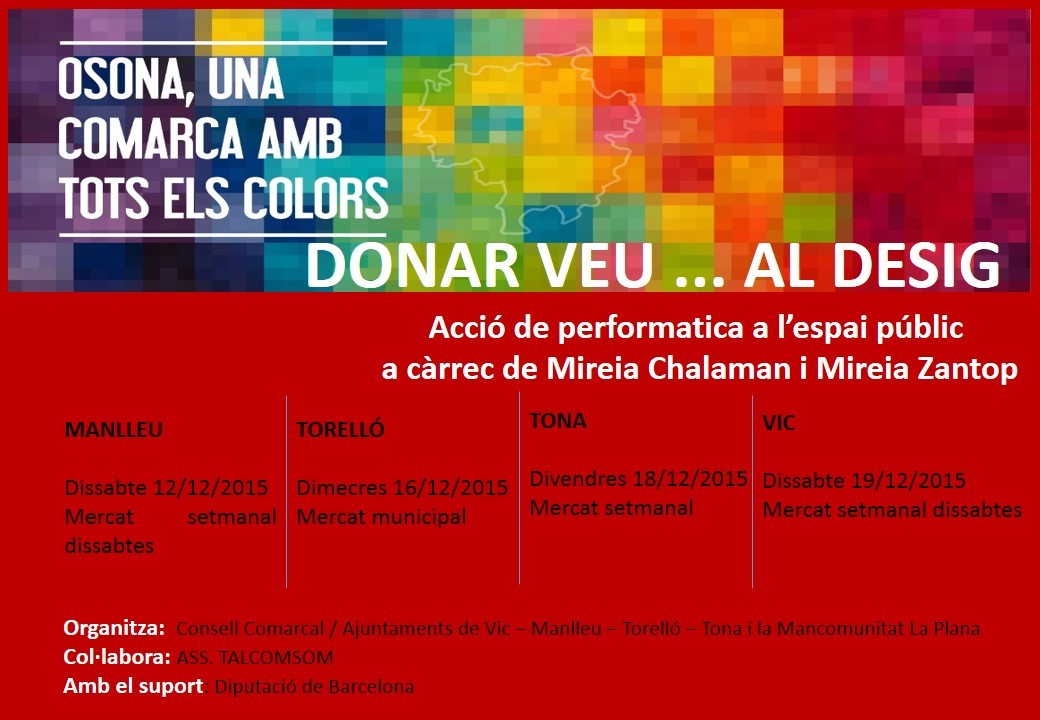 OSONA, UNA
COMARCA AMB
TOTS ELS COLORS
DONAR VEU ... AL DESIG
Acció de performatica a l’espai públic
a càrrec de Mireia Chalaman i Mireia Zantop
MANLLEU
Dissabte 12/12/2015
Mercat setmanal
dissabtes
TORELLÓ
Dimecres 16/12/2015
Mercat municipal
TONA
Divendres 18/12/2015
Mercat setmanal
VIC
Dissabte 19/12/2015
Mercat setmanal dissabtes
Organitza: Consell Comarcal / Ajuntaments de Vic – Manlleu – Torelló – Tona i la Mancomunitat La Plana
Col·labora: ASS. TALCOMSOM
Amb el suport: Diputació de Barcelona